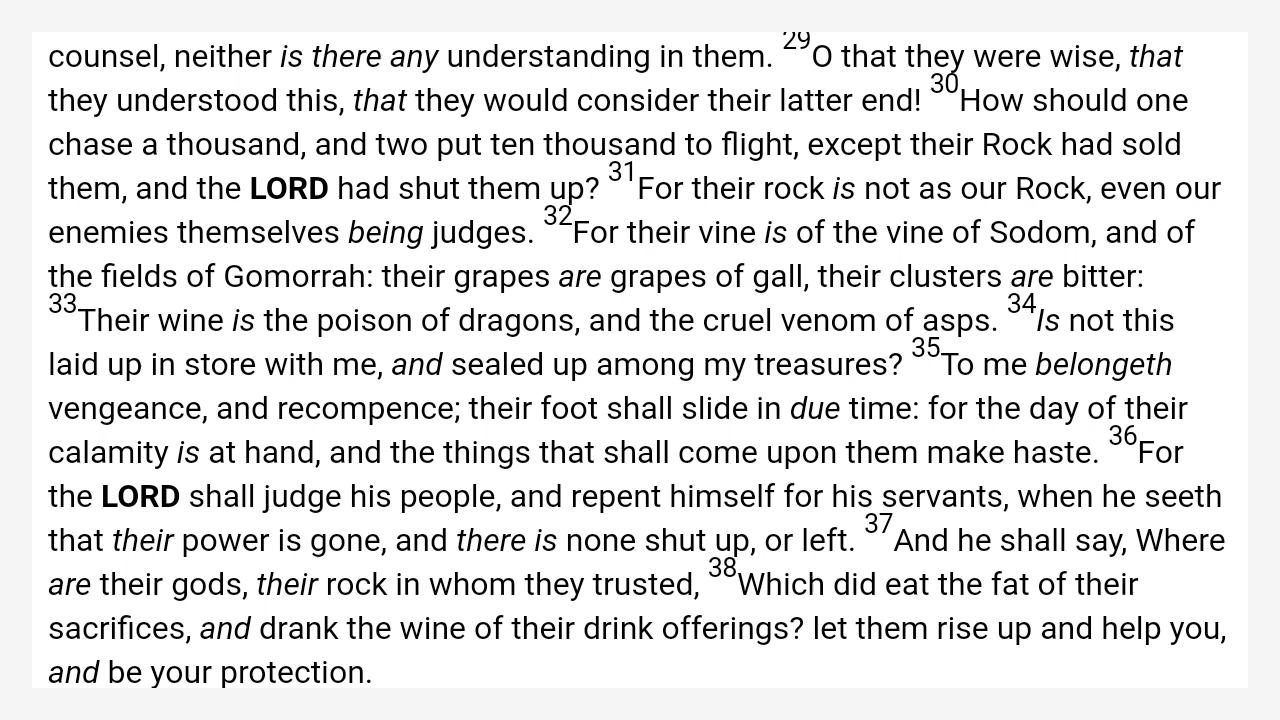 counsel, neither is there any understanding in them. 29O that they were wise, that
they understood this, that they would consider their latter end! 30How should one
chase a thousand, and two put ten thousand to flight, except their Rock had sold
them, and the LORD had shut them up? 31For their rock is not as our Rock, even our
enemies themselves being judges. 32For their vine is of the vine of Sodom, and of
the fields of Gomorrah: their grapes are grapes of gall, their clusters are bitter:
33Their wine is the poison of dragons, and the cruel venom of asps. 34Is not this
laid up in store with me, and sealed up among my treasures? 35To me belongeth
vengeance, and recompence; their foot shall slide in due time: for the day of their
calamity is at hand, and the things that shall come upon them make haste. 36For
the LORD shall judge his people, and repent himself for his servants, when he seeth
that their power is gone, and there is none shut up, or left. 37And he shall say, Where
are their gods, their rock in whom they trusted, 38Which did eat the fat of their
sacrifices, and drank the wine of their drink offerings? let them rise up and help you,
and be your protection.